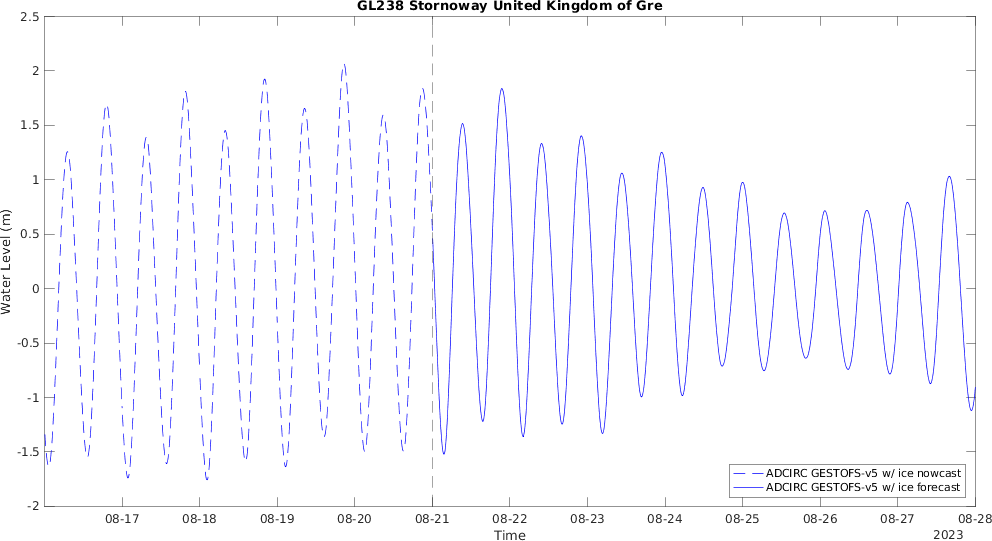 GL238 Stornoway United Kingdom of Gre
2.5
2
1.5
1
0.5
0
-0.5
-1
-1.5
-2
Water Level (m)
08-17 08-18 08-19 08-20 08-21 08-22 08-23 08-24 08-25 08-26 08-27 08-28
Time
2023
ADCIRC GESTOFS-v5 w/ ice nowcast
ADCIRC GESTOFS-v5 w/ ice forecast